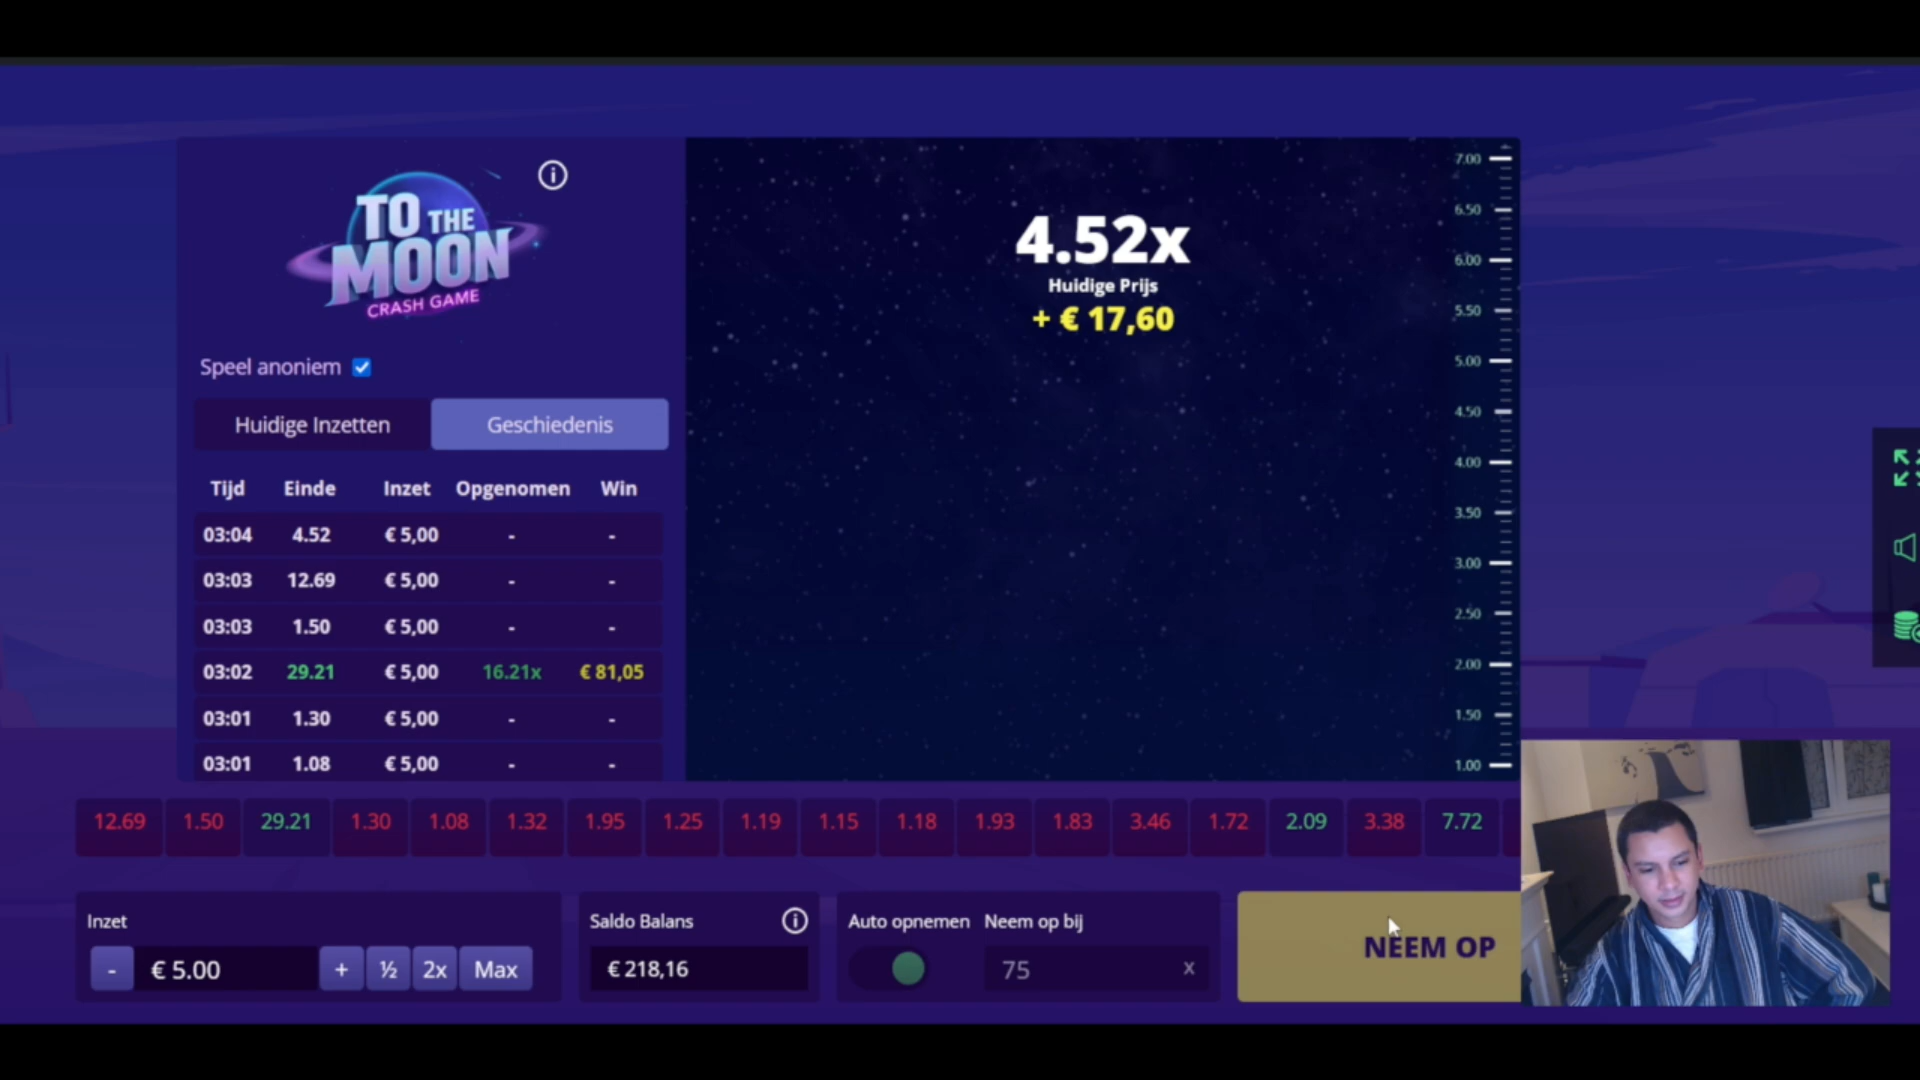 TO THE
MOON
CRASH GAME
Speel anoniem
Huidige Inzetten Geschiedenis
Tijd Einde Inzet Opgenomen Win
03:04 4.52 € 5,00 - -
03:03 12.69 € 5,00 - -
03:03 1.50 € 5,00 - -
03:02 29.21 € 5,00 16.21x € 81,05
03:01 1.30 € 5,00 - -
03:01 1.08 € 5,00 - -
4.52x
Huidige Prijs
+ € 17,60
7.00
6.50
6.00
5.50
5.00
4.50
4.00
3.50
3.00
2.50
2.00
1.50
1.00
12.69 1.50 29.21 1.30 1.08 1.32 1.95 1.25 1.19 1.15 1.18 1.93 1.83 3.46 1.72 2.09 3.38 7.72
Inzet
- € 5.00 + ½ 2x Max
Saldo Balans
€ 218,16
Auto opnemen Neem op bij
75 x
NEEM OP